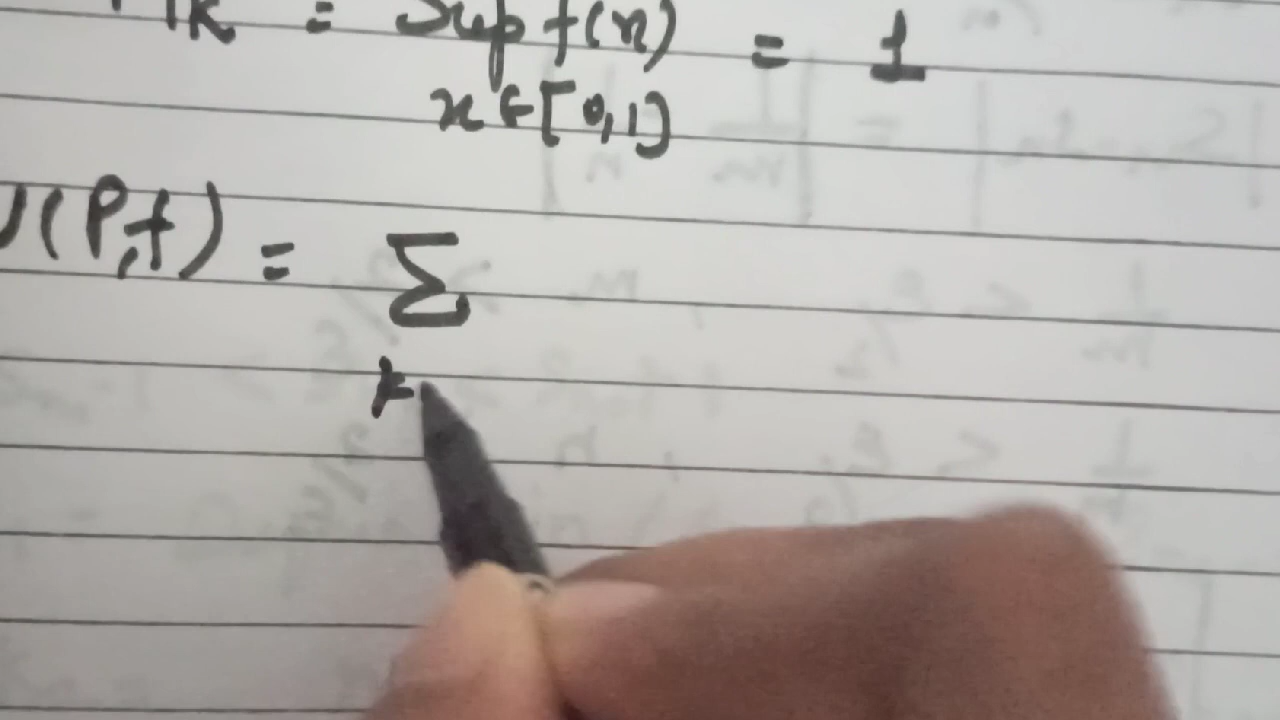 Mk = Sup f(x) = 1
x ∈ [0,1]
U(P,f) = Σ
k